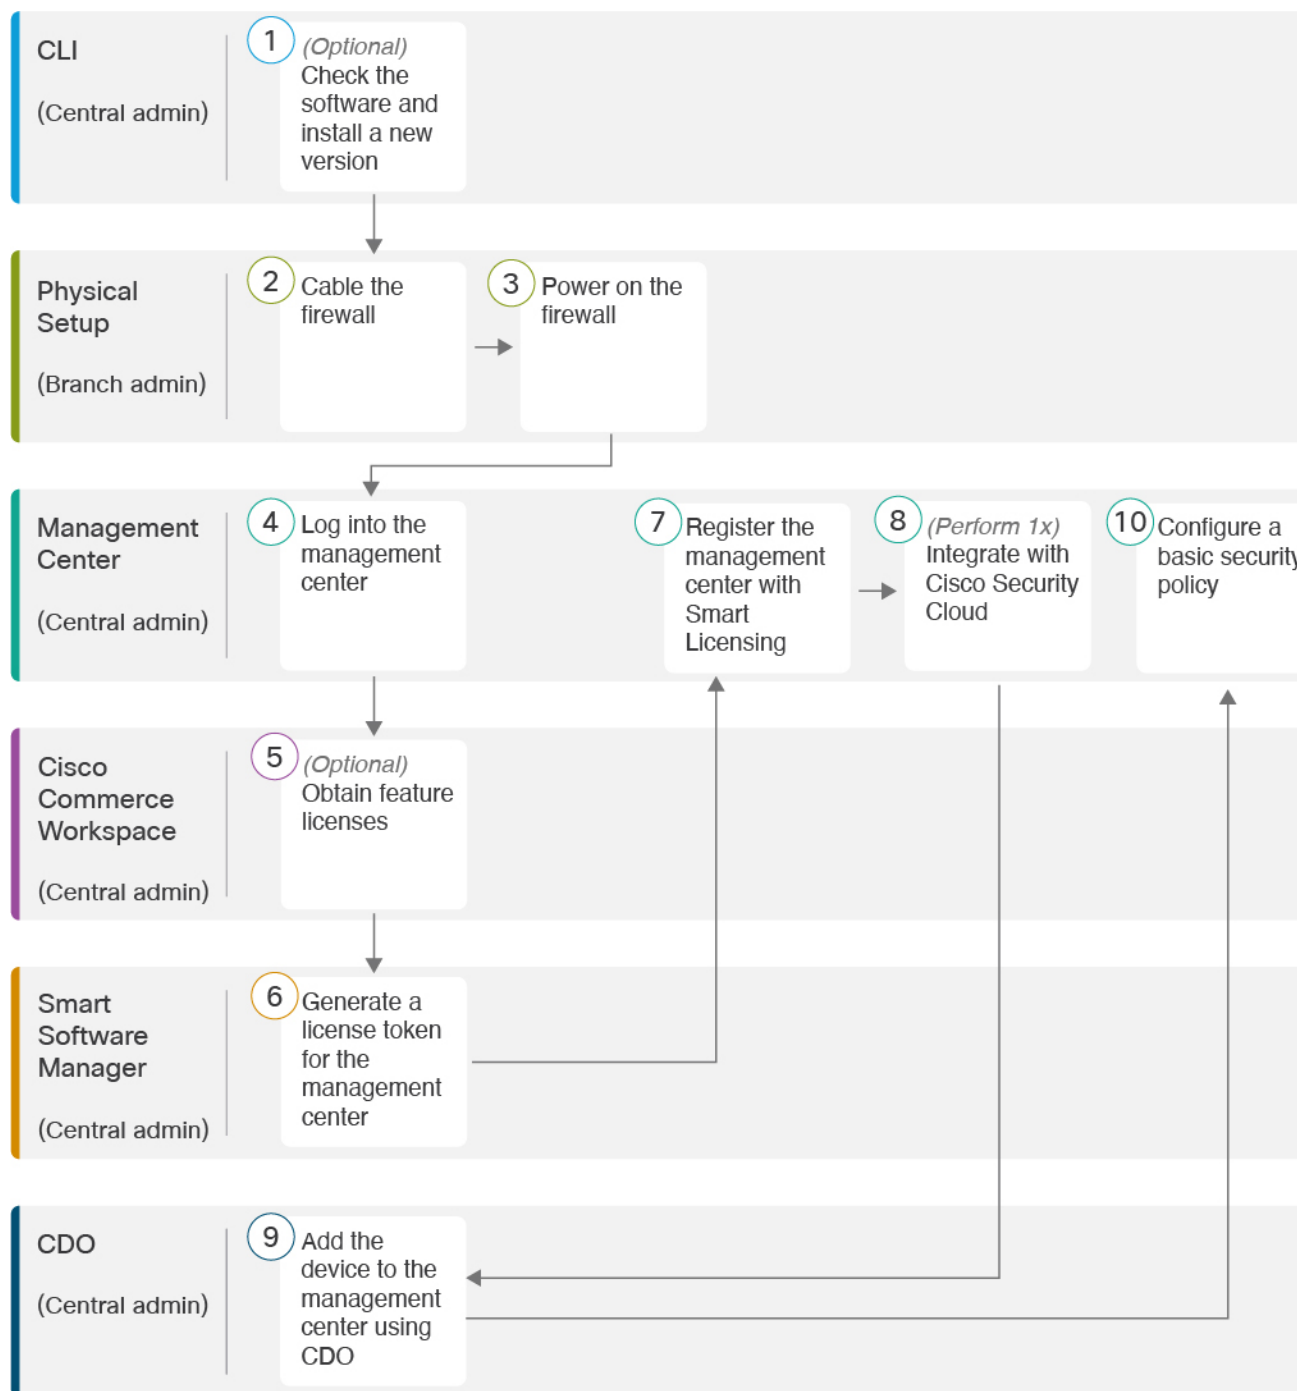 CLI
(Central admin)
1
(Optional)
Check the
software and
install a new
version
Physical
Setup
(Branch admin)
2
Cable the
firewall
3
Power on the
firewall
Management
Center
(Central admin)
4
Log into the
management
center
7
Register the
management
center with
Smart
Licensing
8
(Perform 1x)
Integrate with
Cisco Security
Cloud
10
Configure a
basic security
policy
Cisco
Commerce
Workspace
(Central admin)
5
(Optional)
Obtain feature
licenses
Smart
Software
Manager
(Central admin)
6
Generate a
license token
for the
management
center
CDO
(Central admin)
9
Add the
device to the
management
center using
CDO